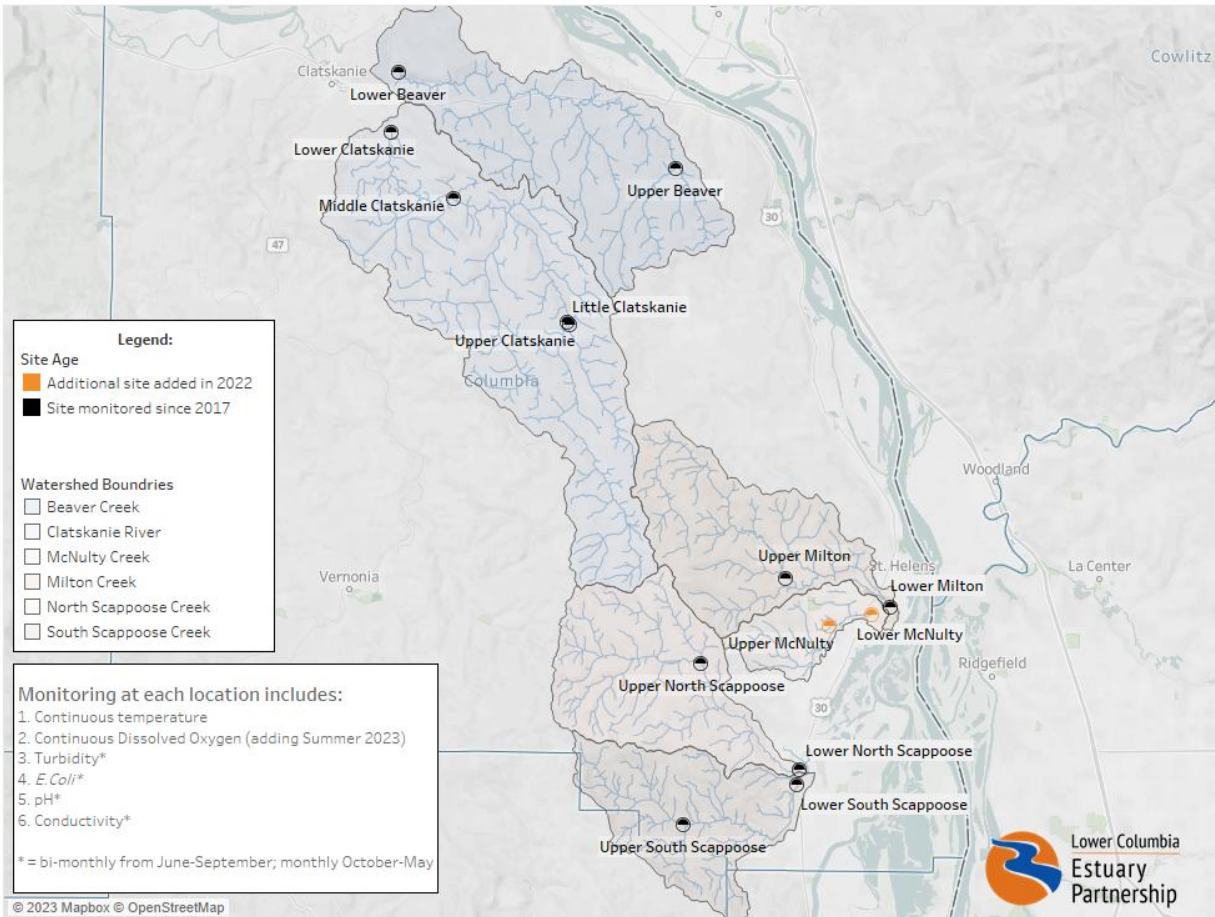 Cowlitz
Clatskanie
Lower Beaver
Lower Clatskanie
Upper Beaver
Middle Clatskanie
30
47
Little Clatskanie
Upper Clatskanie
Columbia
Legend:
Site Age
Additional site added in 2022
Site monitored since 2017
Watershed Boundries
Beaver Creek
Clatskanie River
McNulty Creek
Milton Creek
North Scappoose Creek
South Scappoose Creek
Woodland
Upper Milton
St. Helens
La Center
Vernonia
Lower Milton
Upper McNulty
Lower McNulty
Ridgefield
Upper North Scappoose
30
Monitoring at each location includes:
1. Continuous temperature
2. Continuous Dissolved Oxygen (adding Summer 2023)
3. Turbidity*
4. E.Coli*
5. pH*
6. Conductivity*
* = bi-monthly from June-September; monthly October-May
Lower North Scappoose
Lower South Scappoose
Upper South Scappoose
Lower Columbia
Estuary
Partnership
© 2023 Mapbox © OpenStreetMap